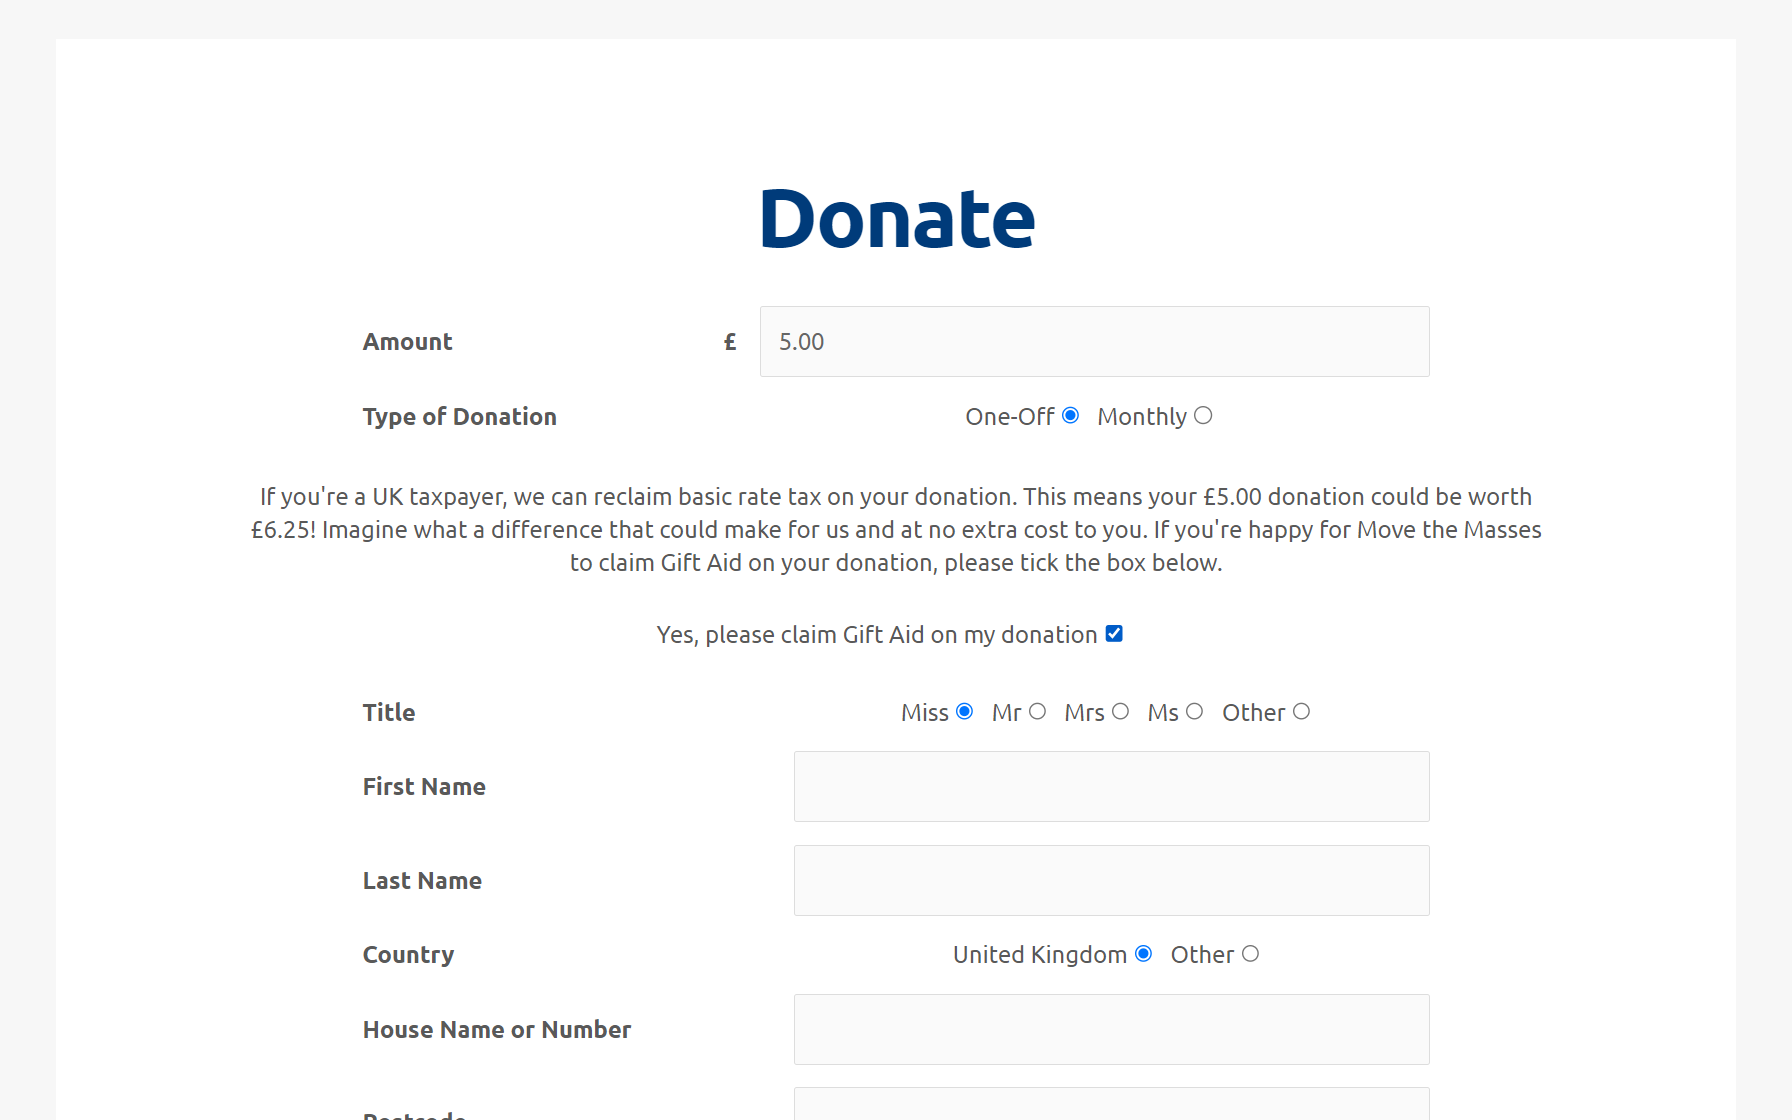 Donate
Amount £ 5.00
Type of Donation One-Off Monthly
If you're a UK taxpayer, we can reclaim basic rate tax on your donation. This means your £5.00 donation could be worth
£6.25! Imagine what a difference that could make for us and at no extra cost to you. If you're happy for Move the Masses
to claim Gift Aid on your donation, please tick the box below.
Yes, please claim Gift Aid on my donation
Title Miss Mr Mrs Ms Other
First Name
Last Name
Country United Kingdom Other
House Name or Number
Postcode